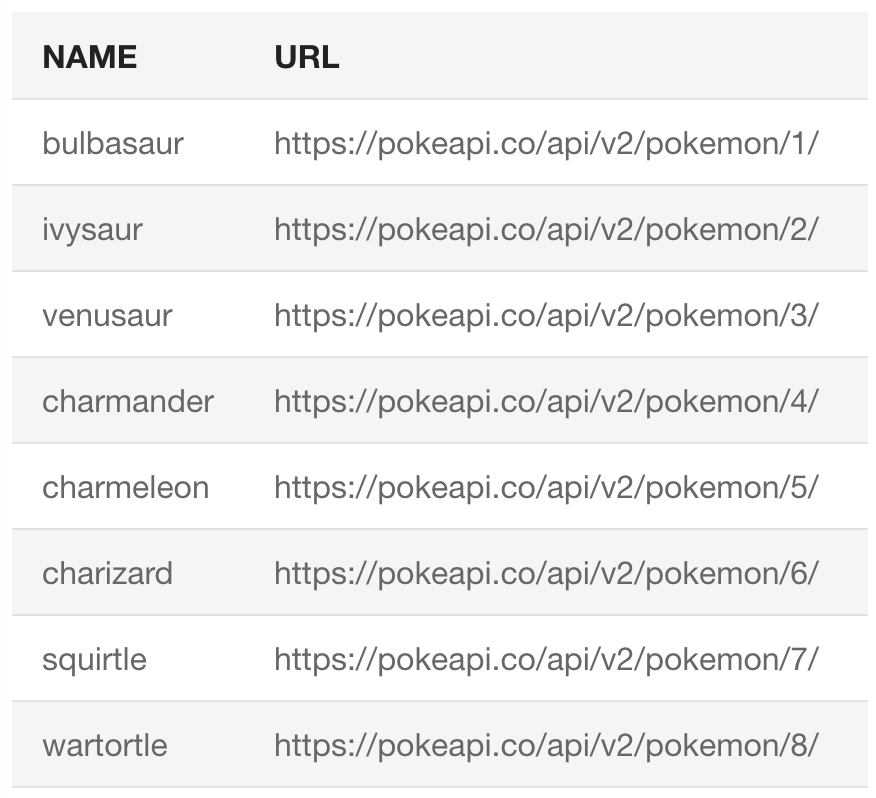 NAME URL
bulbasaur https://pokeapi.co/api/v2/pokemon/1/
ivysaur https://pokeapi.co/api/v2/pokemon/2/
venusaur https://pokeapi.co/api/v2/pokemon/3/
charmander https://pokeapi.co/api/v2/pokemon/4/
charmeleon https://pokeapi.co/api/v2/pokemon/5/
charizard https://pokeapi.co/api/v2/pokemon/6/
squirtle https://pokeapi.co/api/v2/pokemon/7/
wartortle https://pokeapi.co/api/v2/pokemon/8/